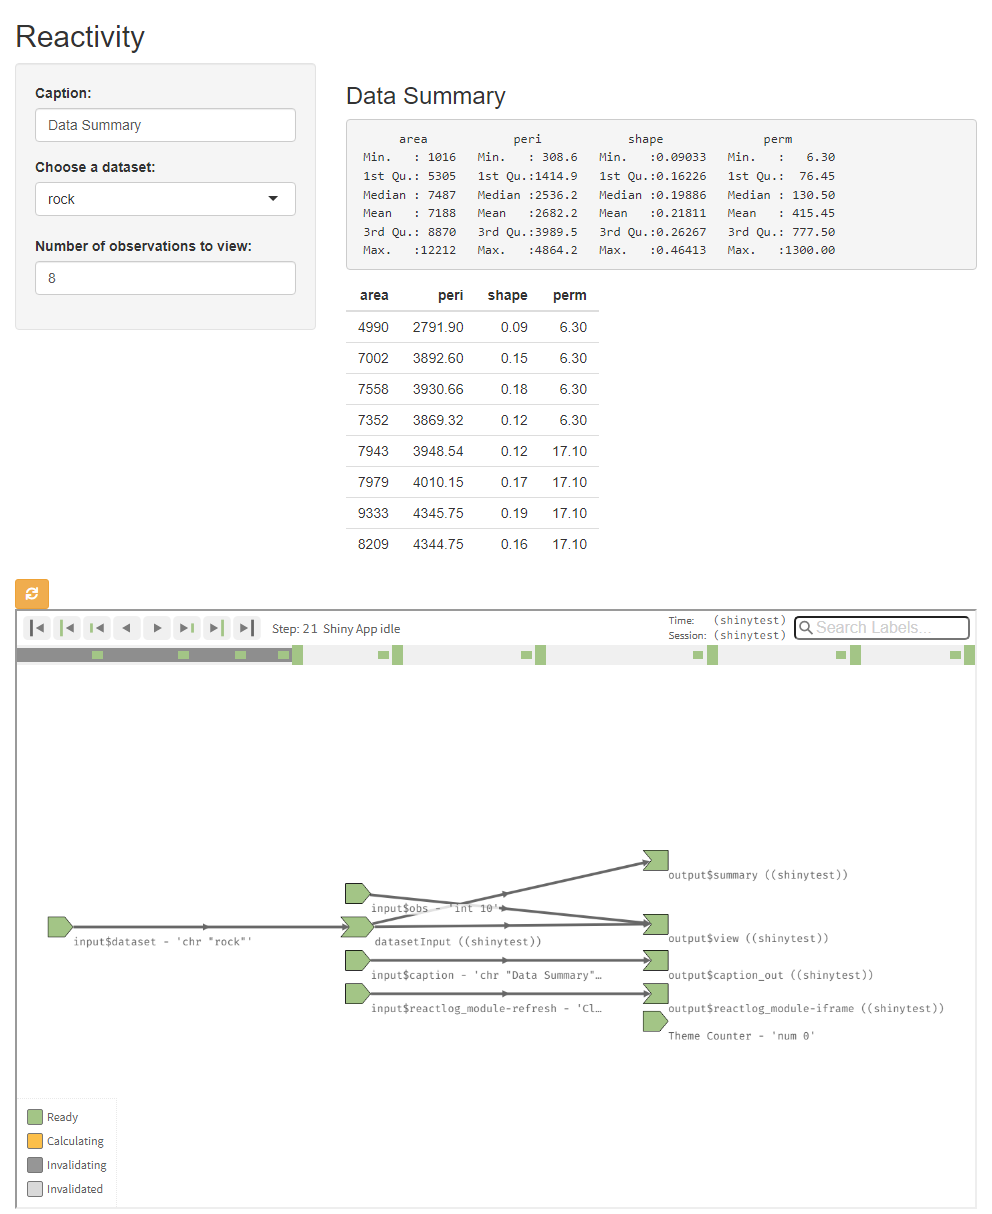 Reactivity
Caption:
Data Summary
Choose a dataset:
rock
Number of observations to view:
8
Data Summary
area peri shape perm
Min. : 1016 Min. : 308.6 Min. :0.09033 Min. : 6.30
1st Qu.: 5305 1st Qu.:1414.9 1st Qu.:0.16226 1st Qu.: 76.45
Median : 7487 Median :2536.2 Median :0.19886 Median : 130.50
Mean : 7188 Mean :2682.2 Mean :0.21811 Mean : 415.45
3rd Qu.: 8870 3rd Qu.:3989.5 3rd Qu.:0.26267 3rd Qu.: 777.50
Max. :12212 Max. :4864.2 Max. :0.46413 Max. :1300.00
area peri shape perm
4990 2791.90 0.09 6.30
7002 3892.60 0.15 6.30
7558 3930.66 0.18 6.30
7352 3869.32 0.12 6.30
7943 3948.54 0.12 17.10
7979 4010.15 0.17 17.10
9333 4345.75 0.19 17.10
8209 4344.75 0.16 17.10
Step: 21 Shiny App idle
Time: (shinytest)
Session: (shinytest)
Search Labels...
output$summary ((shinytest))
input$obs - 'int 10'
output$view ((shinytest))
input$dataset - 'chr "rock"'
datasetInput ((shinytest))
input$caption - 'chr "Data Summary"…
output$caption_out ((shinytest))
input$reactlog_module-refresh - 'Cl…
output$reactlog_module-iframe ((shinytest))
Theme Counter - 'num 0'
Ready
Calculating
Invalidating
Invalidated